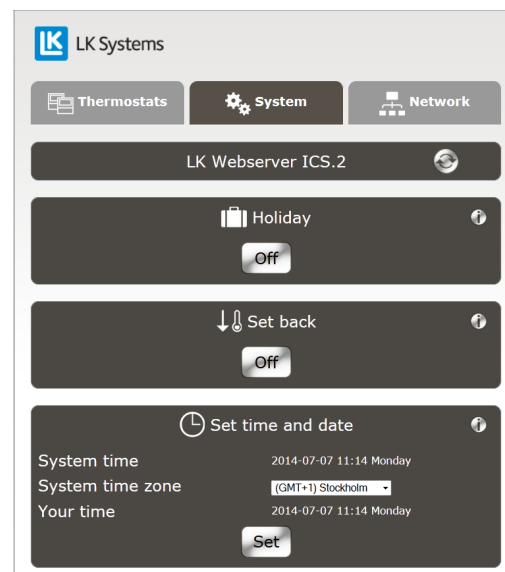 LK LK Systems
Thermostats System Network
LK Webserver ICS.2
Holiday
Off
Set back
Off
Set time and date
System time 2014-07-07 11:14 Monday
System time zone (GMT+1) Stockholm
Your time 2014-07-07 11:14 Monday
Set